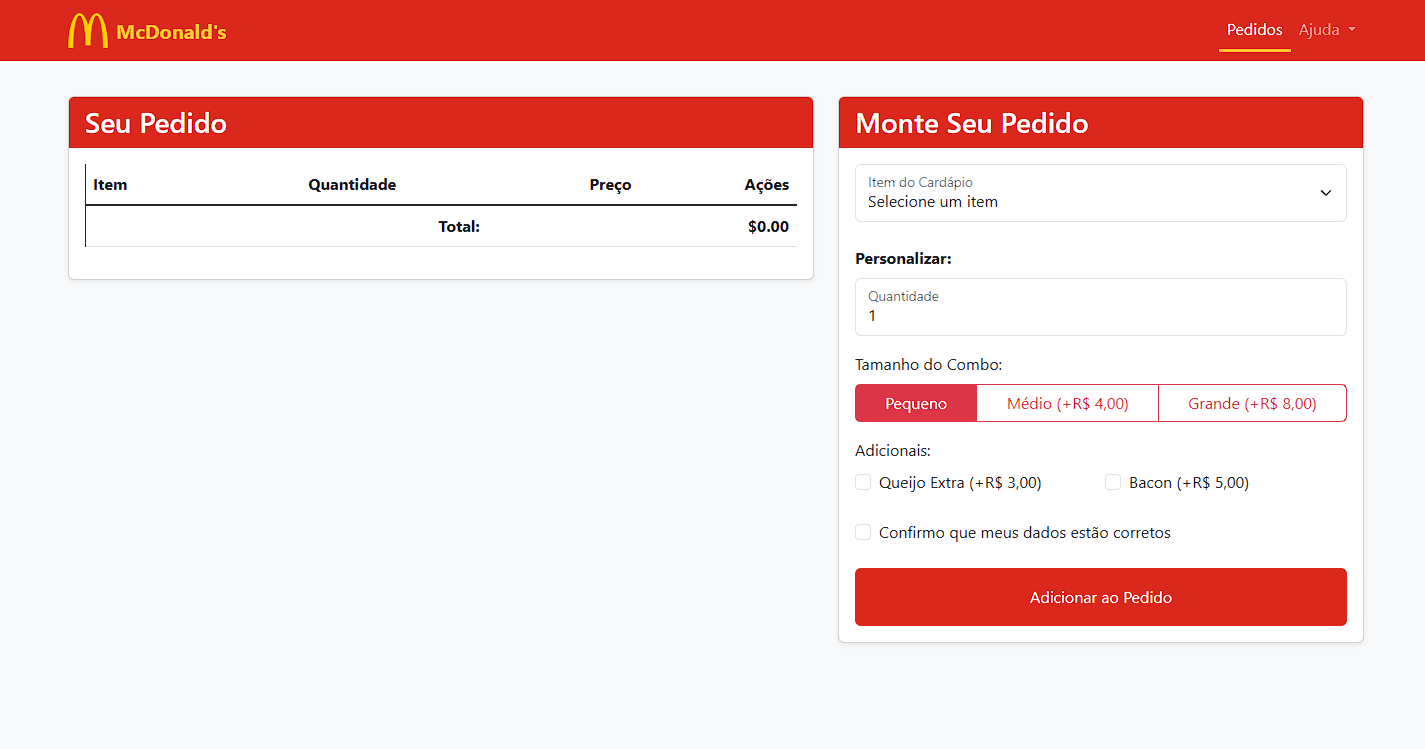 McDonald's
Pedidos Ajuda
Seu Pedido
Item Quantidade Preço Ações
Total: $0.00
Monte Seu Pedido
Item do Cardápio
Selecione um item
Personalizar:
Quantidade
1
Tamanho do Combo:
Pequeno Médio (+R$ 4,00) Grande (+R$ 8,00)
Adicionais:
Queijo Extra (+R$ 3,00) Bacon (+R$ 5,00)
Confirmo que meus dados estão corretos
Adicionar ao Pedido